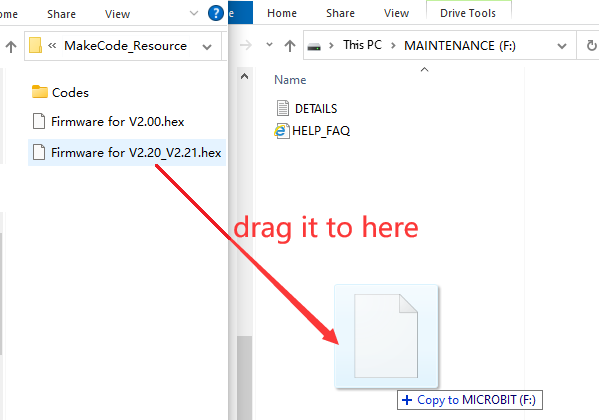 ome Share View
« MakeCode_Resource
Codes
Firmware for V2.00.hex
Firmware for V2.20_V2.21.hex
Drive Tools
e Home Share View
This PC MAINTENANCE (F:)
Name
DETAILS
HELP_FAQ
drag it to here
Copy to MICROBIT (F:)